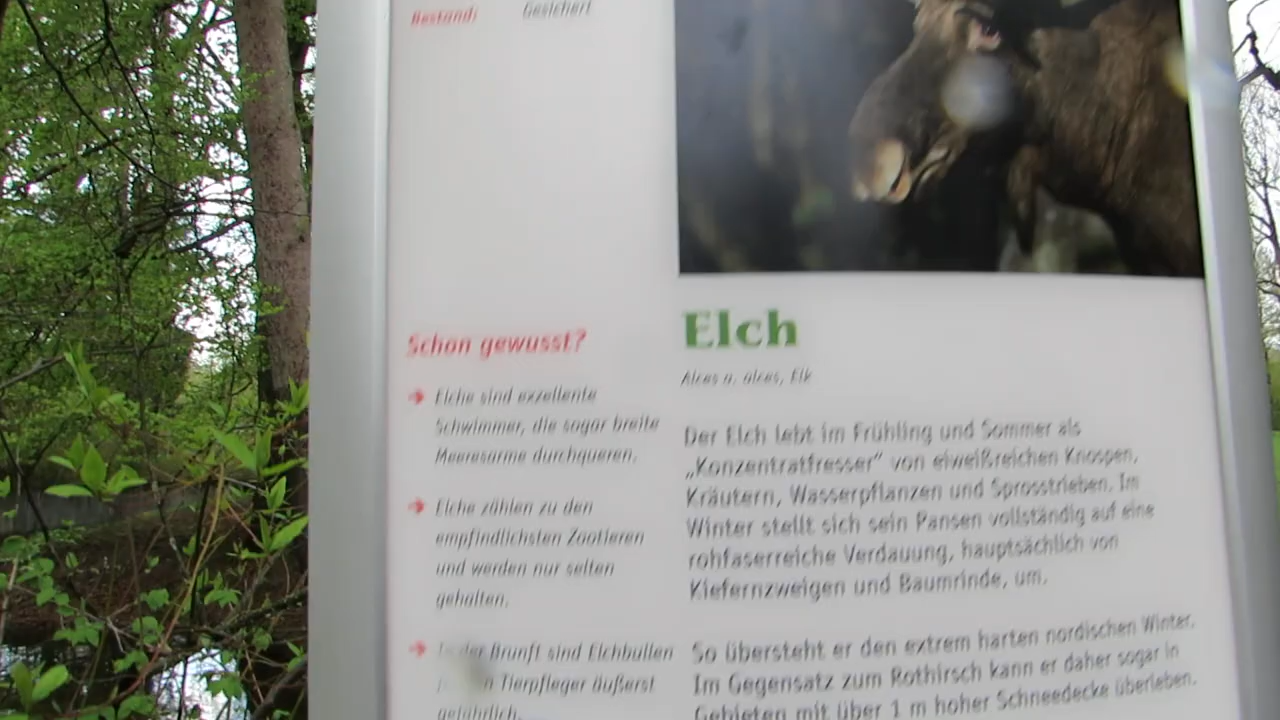 Bestand: Gesichert
Schon gewusst?
Elche sind exzellente
Schwimmer, die sogar breite
Meeresarme durchqueren.
Elche zählen zu den
empfindlichsten Zootieren
und werden nur selten
gehalten.
In der Brunft sind Elchbullen
Tierpfleger äußerst
gefährlich.
Elch
Alces a. alces, Elk
Der Elch lebt im Frühling und Sommer als
„Konzentratfresser“ von eiweißreichen Knospen,
Kräutern, Wasserpflanzen und Sprosstrieben. Im
Winter stellt sich sein Pansen vollständig auf eine
rohfaserreiche Verdauung, hauptsächlich von
Kiefernzweigen und Baumrinde, um.
So übersteht er den extrem harten nordischen Winter.
Im Gegensatz zum Rothirsch kann er daher sogar in
Gebieten mit über 1 m hoher Schneedecke überleben.